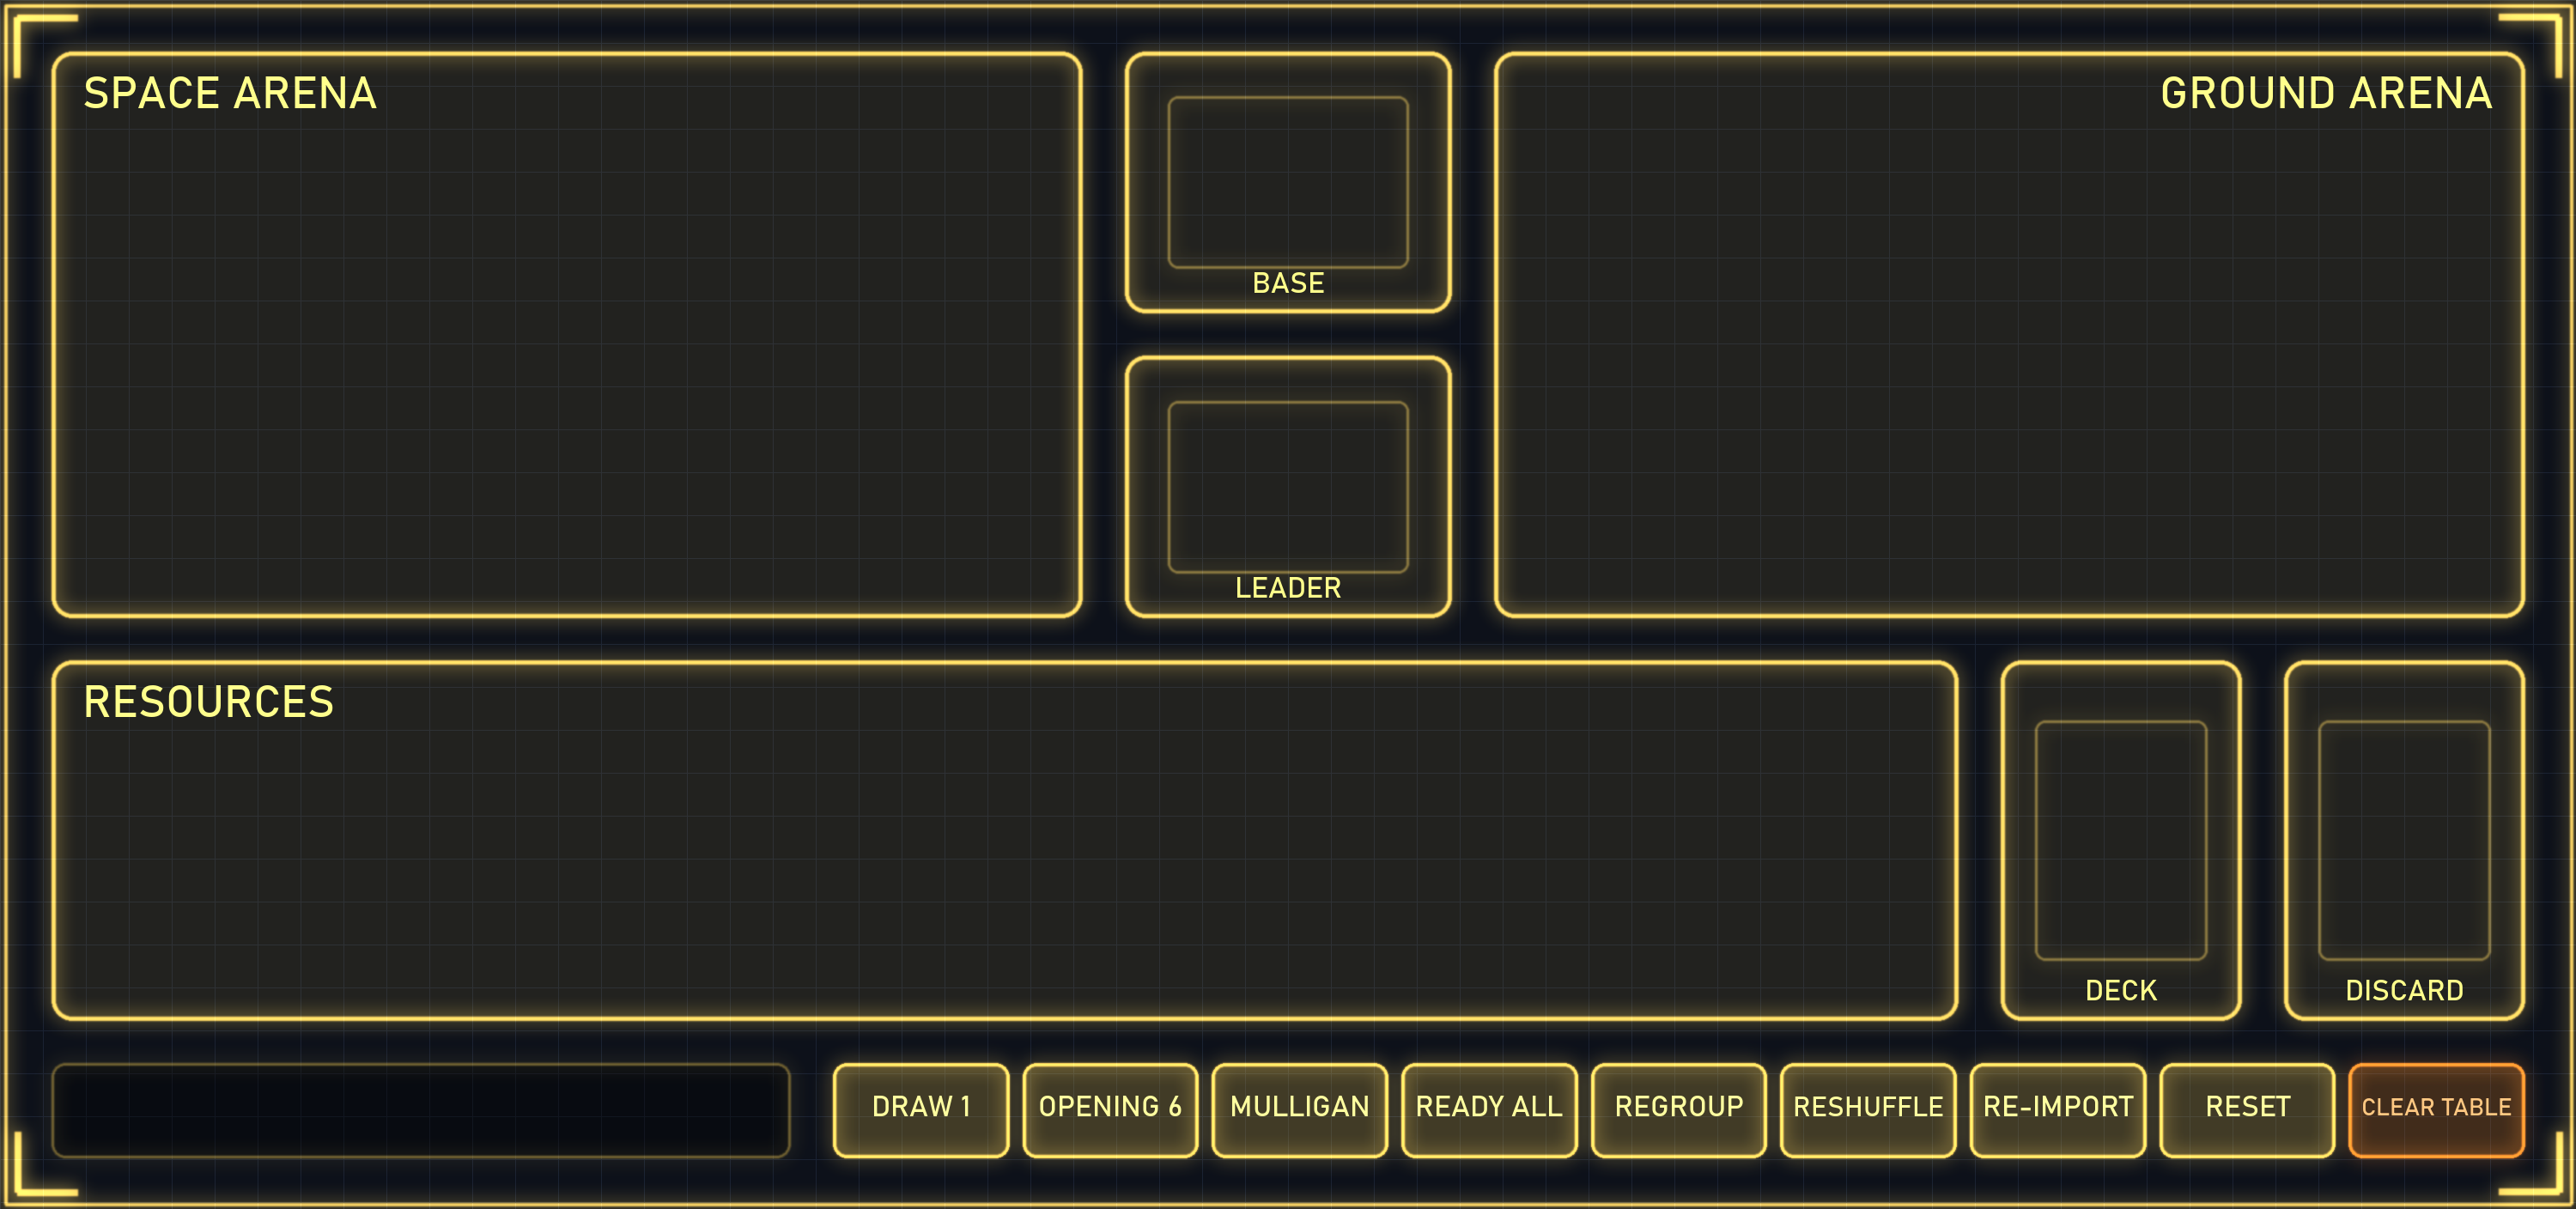 SPACE ARENA
BASE
GROUND ARENA
LEADER
RESOURCES
DECK
DISCARD
DRAW 1
OPENING 6
MULLIGAN
READY ALL
REGROUP
RESHUFFLE
RE-IMPORT
RESET
CLEAR TABLE